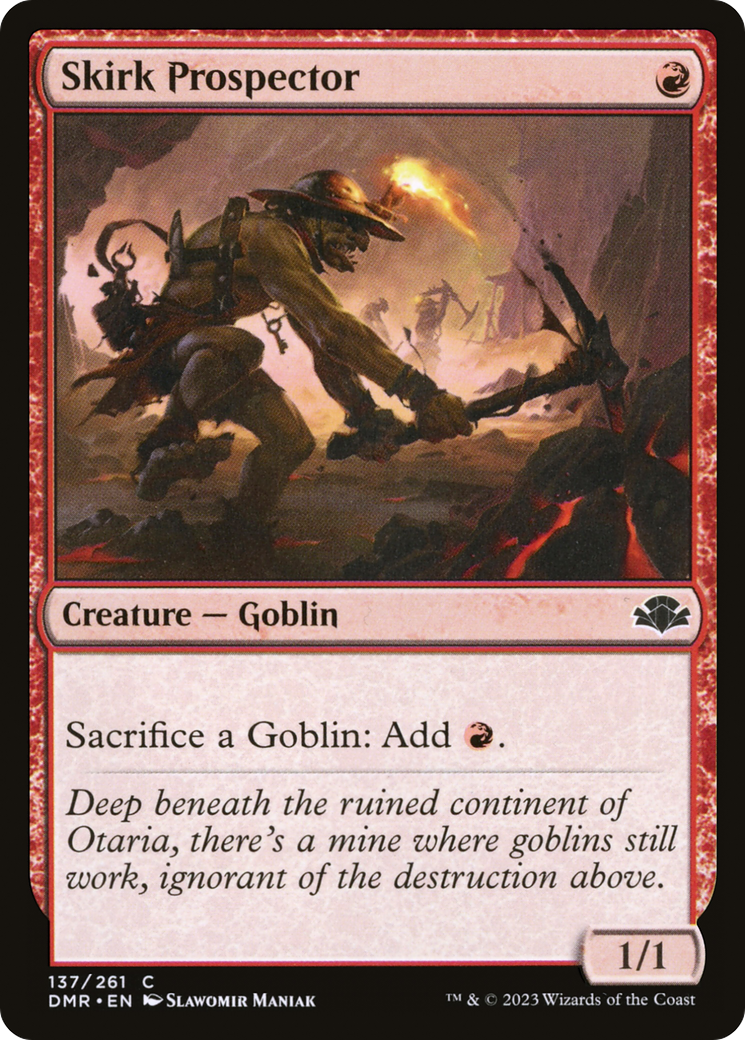 Skirk Prospector
Creature — Goblin
Sacrifice a Goblin: Add .
Deep beneath the ruined continent of
Otaria, there's a mine where goblins still
work, ignorant of the destruction above.
1/1
137/261 C
DMR • EN Slawomir Maniak
™ & © 2023 Wizards of the Coast